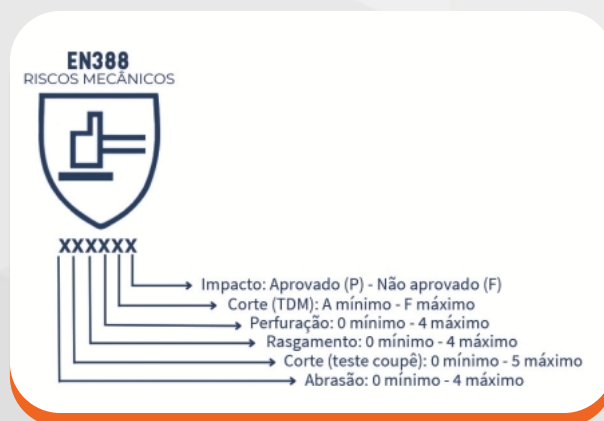 EN388
RISCOS MECÂNICOS
XXXXXX
Impacto: Aprovado (P) - Não aprovado (F)
Corte (TDM): A mínimo - F máximo
Perfuração: 0 mínimo - 4 máximo
Rasgamento: 0 mínimo - 4 máximo
Corte (teste coupê): 0 mínimo - 5 máximo
Abrasão: 0 mínimo - 4 máximo